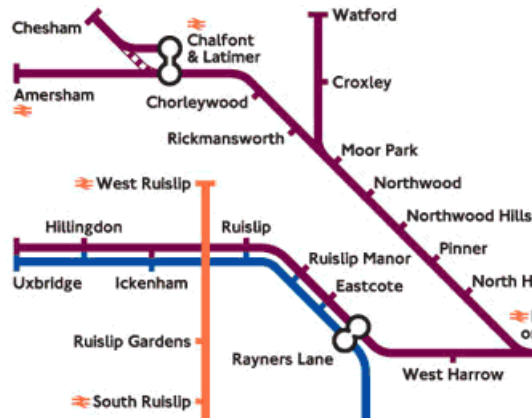 Watford
Chesham
Chalfont
& Latimer
Amersham
Chorleywood
Croxley
Rickmansworth
Moor Park
West Ruislip
Northwood
Hillingdon
Ruislip
Northwood Hills
Ruislip Manor
Pinner
Uxbridge
Ickenham
Eastcote
North H
Ruislip Gardens
Rayners Lane
West Harrow
South Ruislip